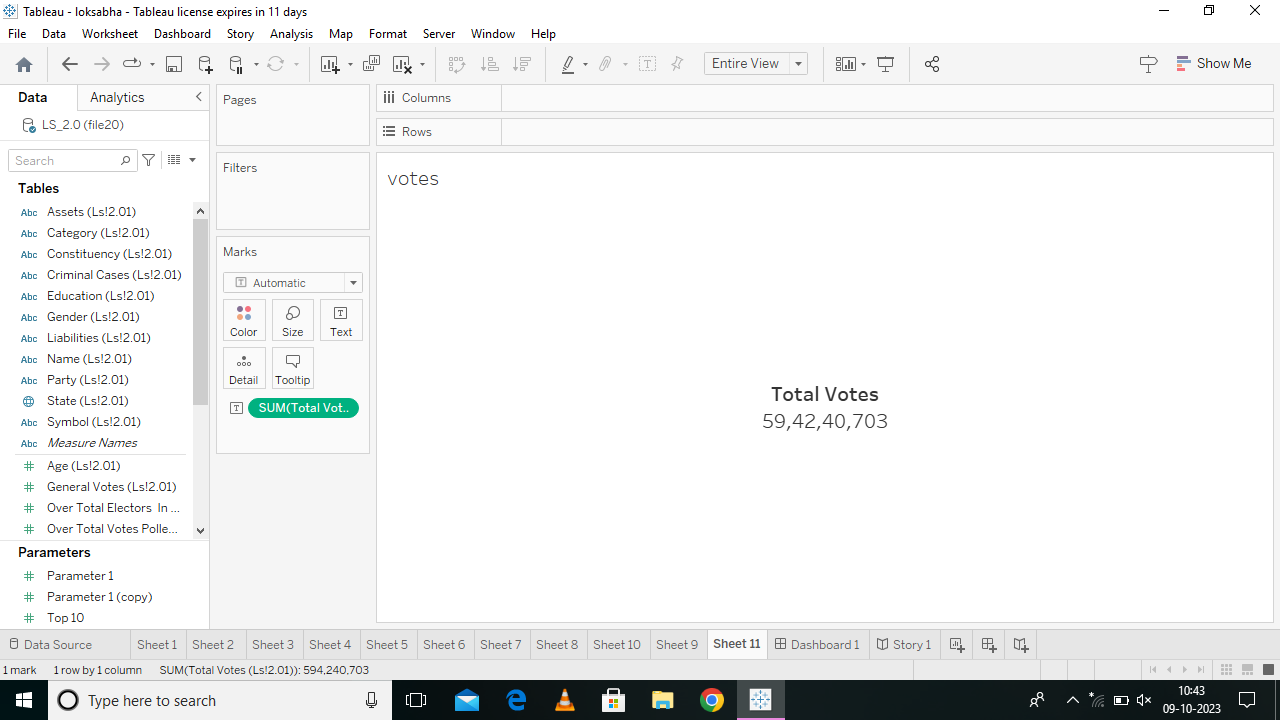 Tableau - loksabha - Tableau license expires in 11 days
File Data Worksheet Dashboard Story Analysis Map Format Server Window Help
Entire View
Show Me
Data Analytics
LS_2.0 (file20)
Search
Tables
Abc Assets (Ls!2.01)
Abc Category (Ls!2.01)
Abc Constituency (Ls!2.01)
Abc Criminal Cases (Ls!2.01)
Abc Education (Ls!2.01)
Abc Gender (Ls!2.01)
Abc Liabilities (Ls!2.01)
Abc Name (Ls!2.01)
Abc Party (Ls!2.01)
State (Ls!2.01)
Abc Symbol (Ls!2.01)
Abc Measure Names
# Age (Ls!2.01)
# General Votes (Ls!2.01)
# Over Total Electors In ...
# Over Total Votes Polle...
Parameters
# Parameter 1
# Parameter 1 (copy)
# Top 10
Pages
Filters
Marks
T Automatic
Color Size T Text
Detail Tooltip
T SUM(Total Vot..
Columns
Rows
votes
Total Votes
59,42,40,703
Data Source Sheet 1 Sheet 2 Sheet 3 Sheet 4 Sheet 5 Sheet 6 Sheet 7 Sheet 8 Sheet 10 Sheet 9 Sheet 11 Dashboard 1 Story 1
1 mark 1 row by 1 column SUM(Total Votes (Ls!2.01)): 594,240,703
Type here to search
10:43
09-10-2023